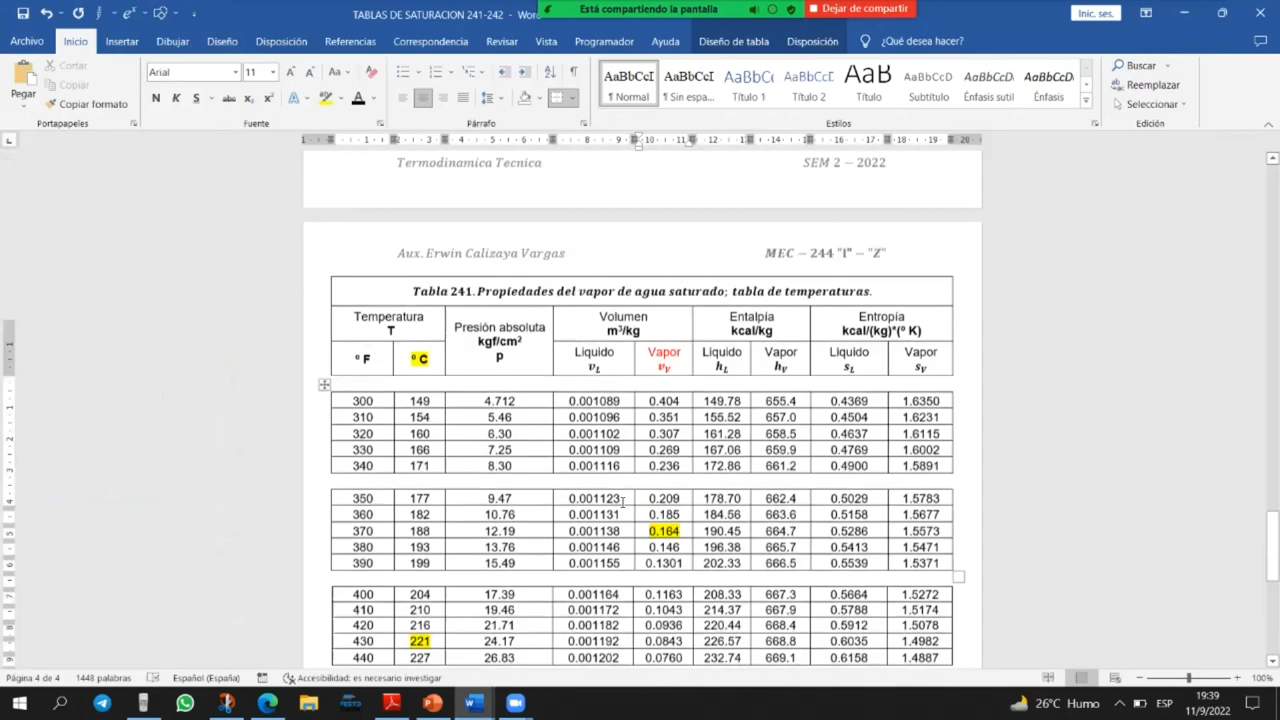 TABLAS DE SATURACION 241-242 - Word
Está compartiendo la pantalla
Dejar de compartir
Inic. ses.
Archivo Inicio Insertar Dibujar Diseño Disposición Referencias Correspondencia Revisar Vista Programador Ayuda Diseño de tabla Disposición ¿Qué desea hacer?
Pegar
Cortar
Copiar
Copiar formato
Portapapeles
Arial 11
N K S abc
Fuente
Párrafo
AaBbCcI AaBbCcI AaBbC AaBbCcI AaB AaBbCcD AaBbCcDı AaBbCcDı
¶ Normal ¶ Sin espa... Título 1 Título 2 Título Subtítulo Énfasis sutil Énfasis
Estilos
Buscar
Reemplazar
Seleccionar
Edición
Termodinamica Tecnica SEM 2 – 2022
Aux. Erwin Calizaya Vargas MEC – 244 "I" – "Z"
Tabla 241. Propiedades del vapor de agua saturado; tabla de temperaturas.
Temperatura T Presión absoluta kgf/cm² p Volumen m³/kg Entalpía kcal/kg Entropía kcal/(kg)*(º K)
º F º C Liquido vL Vapor vV Liquido hL Vapor hV Liquido sL Vapor sV
300 149 4.712 0.001089 0.404 149.78 655.4 0.4369 1.6350
310 154 5.46 0.001096 0.351 155.52 657.0 0.4504 1.6231
320 160 6.30 0.001102 0.307 161.28 658.5 0.4637 1.6115
330 166 7.25 0.001109 0.269 167.06 659.9 0.4769 1.6002
340 171 8.30 0.001116 0.236 172.86 661.2 0.4900 1.5891
350 177 9.47 0.001123 0.209 178.70 662.4 0.5029 1.5783
360 182 10.76 0.001131 0.185 184.56 663.6 0.5158 1.5677
370 188 12.19 0.001138 0.164 190.45 664.7 0.5286 1.5573
380 193 13.76 0.001146 0.146 196.38 665.7 0.5413 1.5471
390 199 15.49 0.001155 0.1301 202.33 666.5 0.5539 1.5371
400 204 17.39 0.001164 0.1163 208.33 667.3 0.5664 1.5272
410 210 19.46 0.001172 0.1043 214.37 667.9 0.5788 1.5174
420 216 21.71 0.001182 0.0936 220.44 668.4 0.5912 1.5078
430 221 24.17 0.001192 0.0843 226.57 668.8 0.6035 1.4982
440 227 26.83 0.001202 0.0760 232.74 669.1 0.6158 1.4887
Página 4 de 4 1448 palabras Español (España) Accesibilidad: es necesario investigar 100%
26°C Humo ESP 19:39
11/9/2022